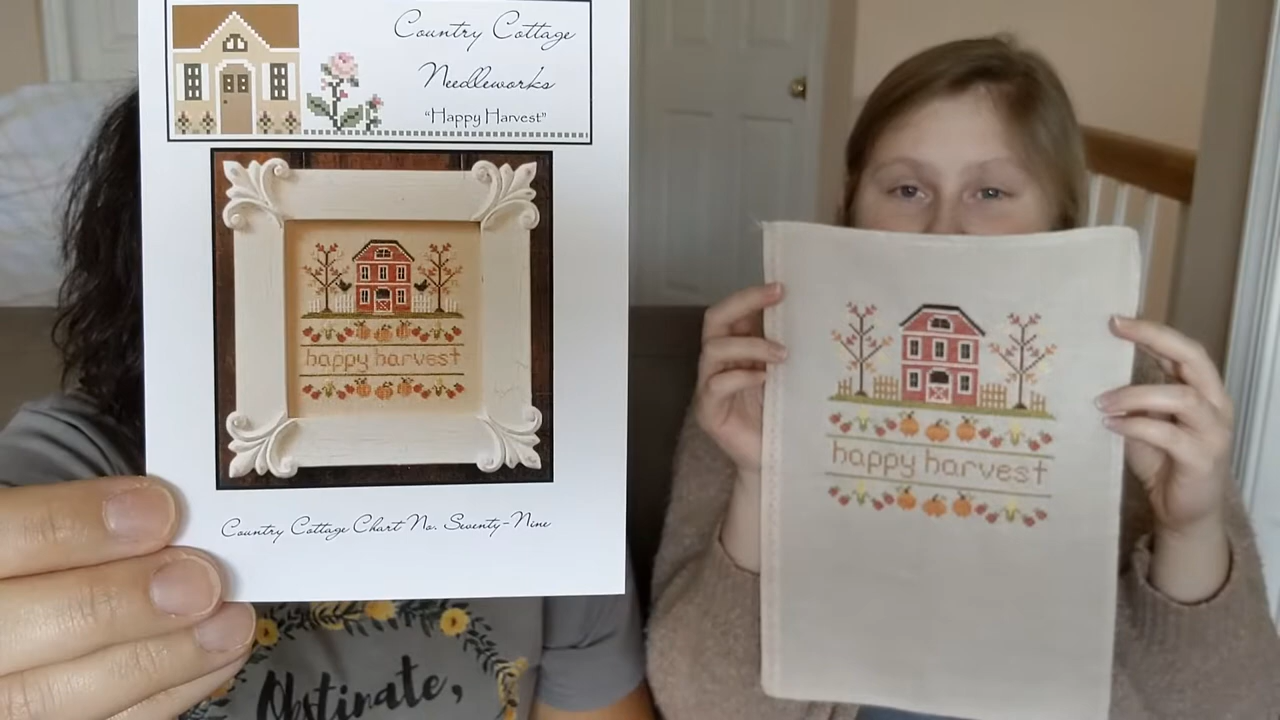 Country Cottage
Needleworks
"Happy Harvest"
happy harvest
Country Cottage Chart No. Seventy-Nine
happy harvest
Obstinate,